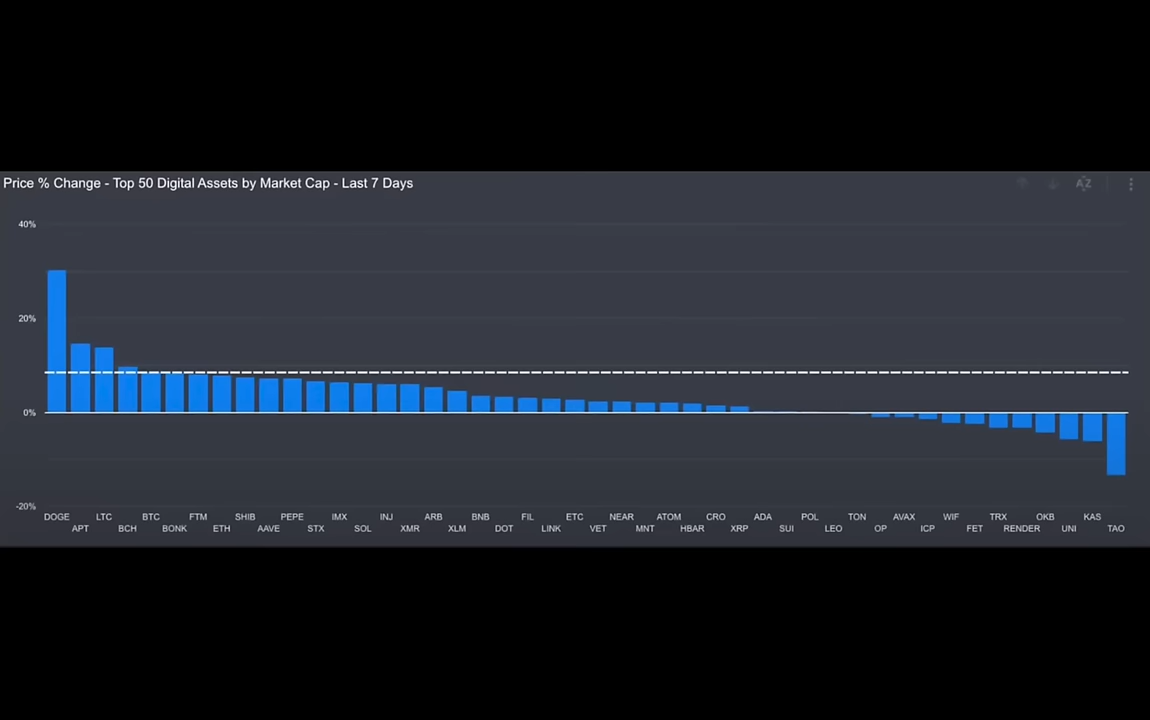 Price % Change - Top 50 Digital Assets by Market Cap - Last 7 Days
AZ
40%
20%
0%
-20%
DOGE LTC BTC FTM SHIB PEPE IMX INJ ARB BNB FIL ETC NEAR ATOM CRO ADA POL TON AVAX WIF TRX OKB KAS
APT BCH BONK ETH AAVE STX SOL XMR XLM DOT LINK VET MNT HBAR XRP SUI LEO OP ICP FET RENDER UNI TAO